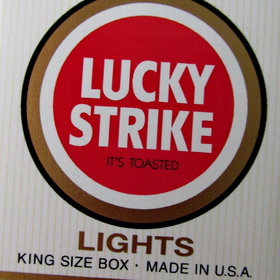 LUCKY
STRIKE
IT'S TOASTED
LIGHTS
KING SIZE BOX · MADE IN U.S.A.